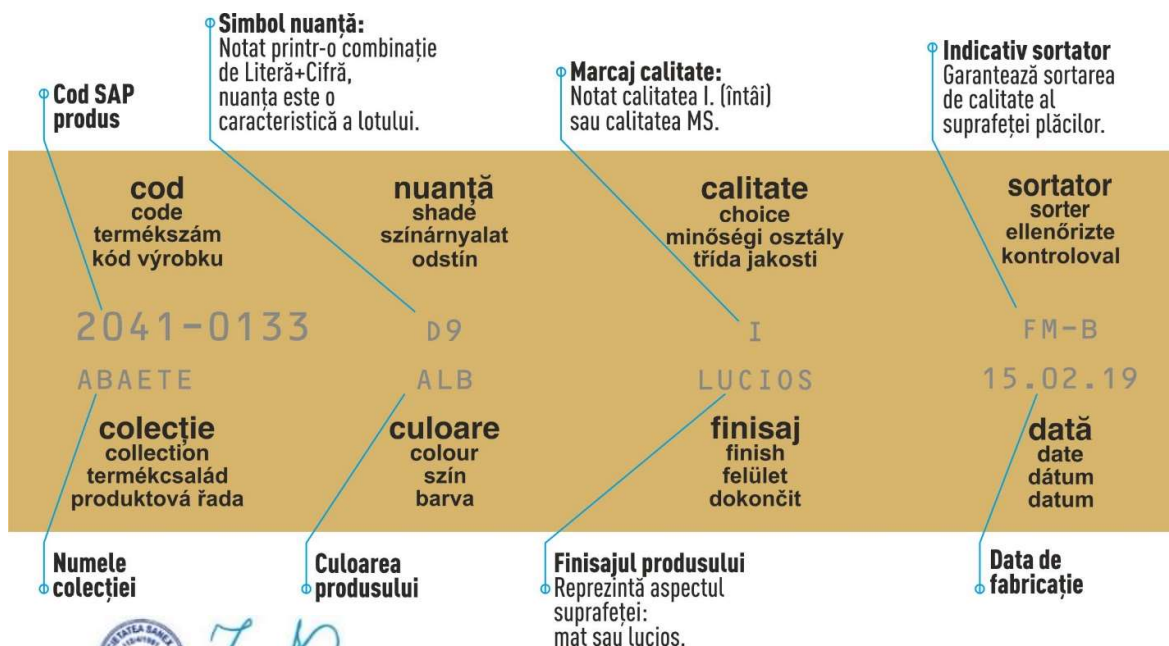 Simbol nuanță:
Notat printr-o combinație
de Literă+Cifră,
nuanța este o
caracteristică a lotului.
Cod SAP
produs
Marcaj calitate:
Notat calitatea I. (întâi)
sau calitatea MS.
Indicativ sortator
Garantează sortarea
de calitate al
suprafeței plăcilor.
cod
code
termékszám
kód výrobku
nuanță
shade
színárnyalat
odstín
calitate
choice
minőségi osztály
třída jakosti
sortator
sorter
ellenőrizte
kontroloval
2041-0133
D9
I
FM-B
ABAETE
ALB
LUCIOS
15.02.19
colecție
collection
termékcsalád
produktová řada
culoare
colour
szín
barva
finisaj
finish
felület
dokončit
dată
date
dátum
datum
Numele
colecției
Culoarea
produsului
Finisajul produsului
Reprezintă aspectul
suprafeței:
mat sau lucios.
Data de
fabricație